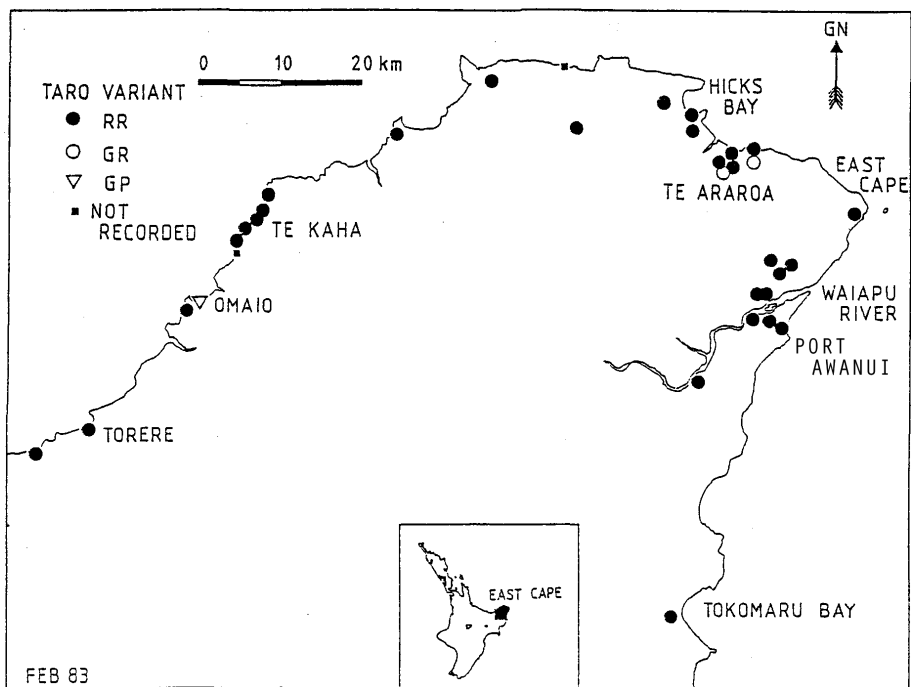 GN
0 10 20 km
TARO VARIANT
RR
GR
GP
NOT
RECORDED
HICKS
BAY
EAST
CAPE
TE ARAROA
TE KAHA
OMAIO
WAIAPU
RIVER
PORT
AWANUI
TORERE
EAST CAPE
TOKOMARU BAY
FEB 83